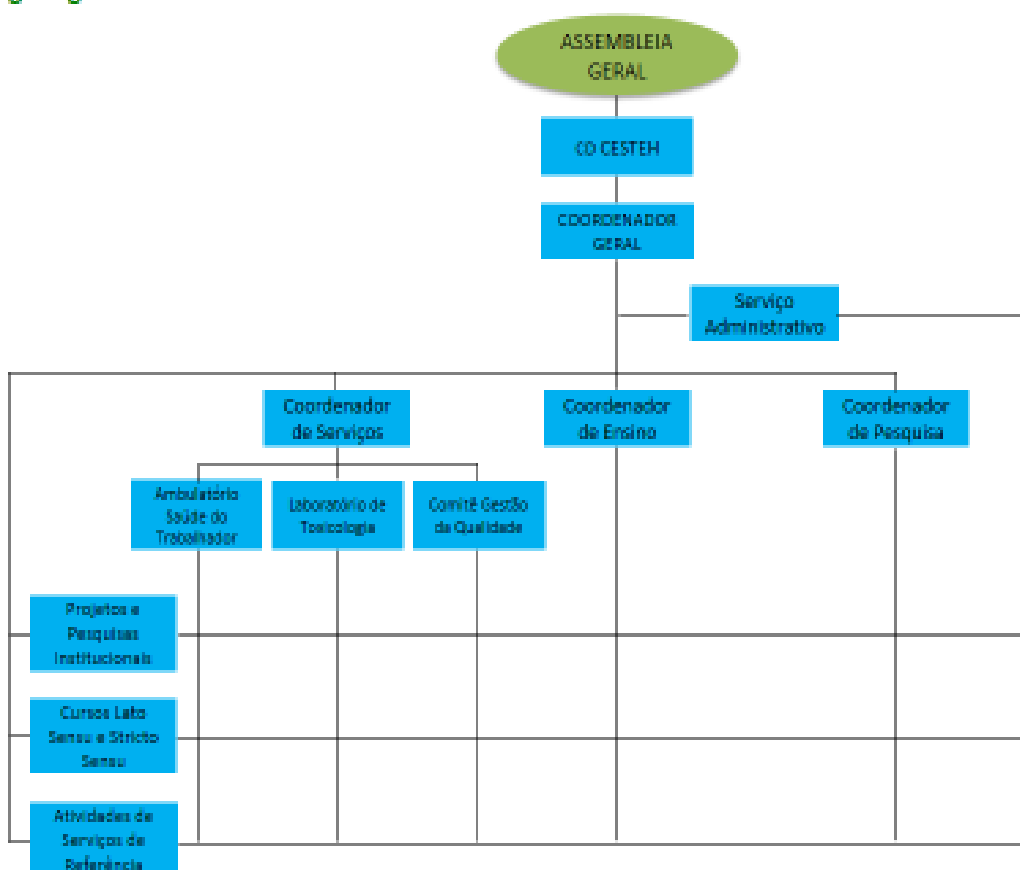 ASSEMBLEIA
GERAL
CD CESTEH
COORDENADOR
GERAL
Serviço
Administrativo
Coordenador
de Serviços
Coordenador
de Ensino
Coordenador
de Pesquisa
Ambulatório
Saúde do
Trabalhador
Laboratório de
Toxicologia
Comitê Gestão
da Qualidade
Projetos e
Pesquisas
Institucionais
Cursos Lato
Sensu e Stricto
Sensu
Atividades de
Serviços de
Referência